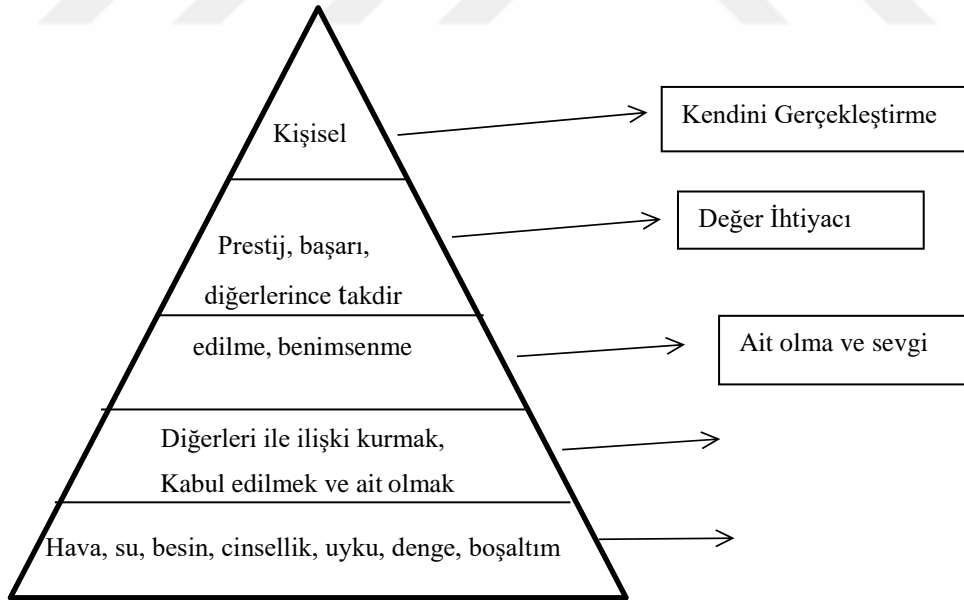 Kişisel
Kendini Gerçekleştirme
Prestij, başarı,
diğerlerince takdir
Değer İhtiyacı
edilme, benimsenme
Ait olma ve sevgi
Diğerleri ile ilişki kurmak,
Kabul edilmek ve ait olmak
Hava, su, besin, cinsellik, uyku, denge, boşaltım